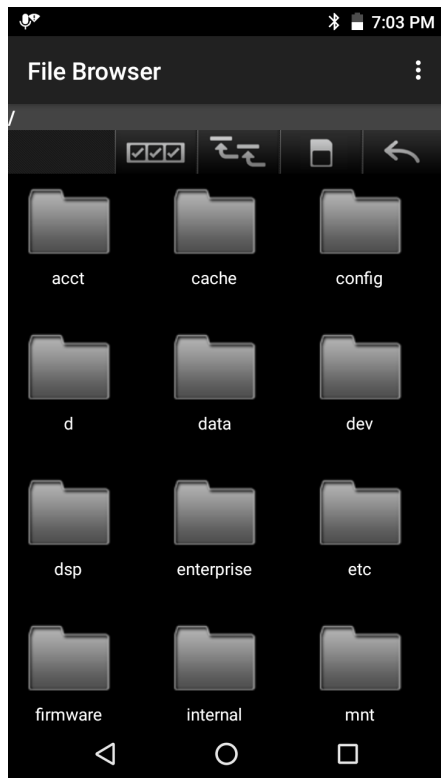 7:03 PM
File Browser
/
acct cache config
d data dev
dsp enterprise etc
firmware internal mnt